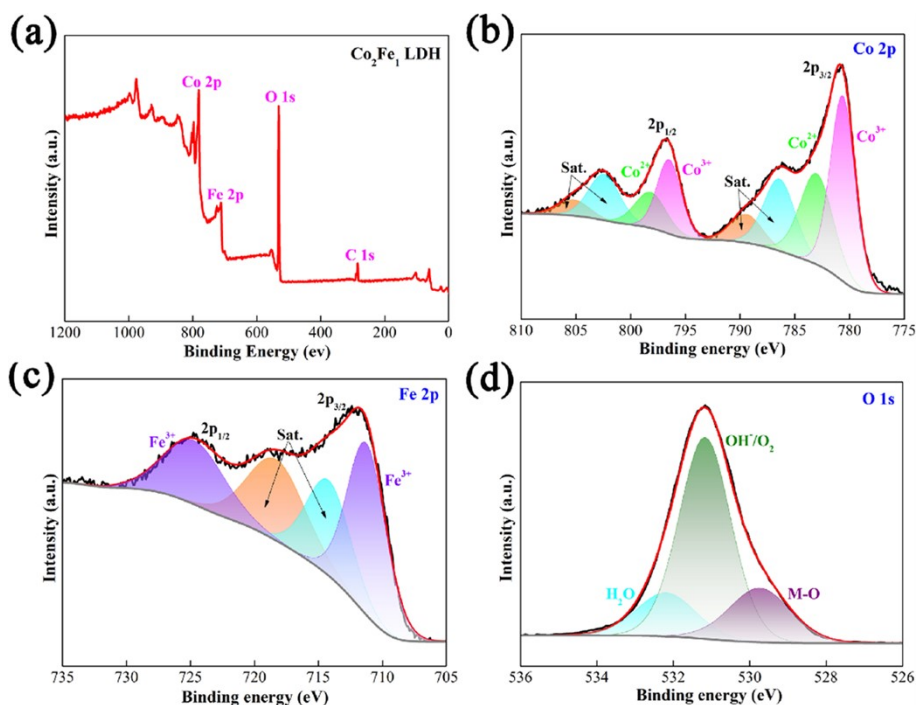 (a)
Co₂Fe₁ LDH
Co 2p
O 1s
Fe 2p
C 1s
Intensity (a.u.)
1200 1000 800 600 400 200 0
Binding Energy (ev)
(b)
Co 2p
2p3/2
2p1/2
Co³⁺
Co²⁺
Sat.
Co²⁺
Co³⁺
Sat.
Intensity (a.u.)
810 805 800 795 790 785 780 775
Binding energy (eV)
(c)
Fe 2p
2p3/2
Fe³⁺
2p1/2
Sat.
Fe³⁺
Intensity (a.u.)
735 730 725 720 715 710 705
Binding energy (eV)
(d)
O 1s
OH⁻/O₂
H₂O
M-O
Intensity (a.u.)
536 534 532 530 528 526
Binding energy (eV)